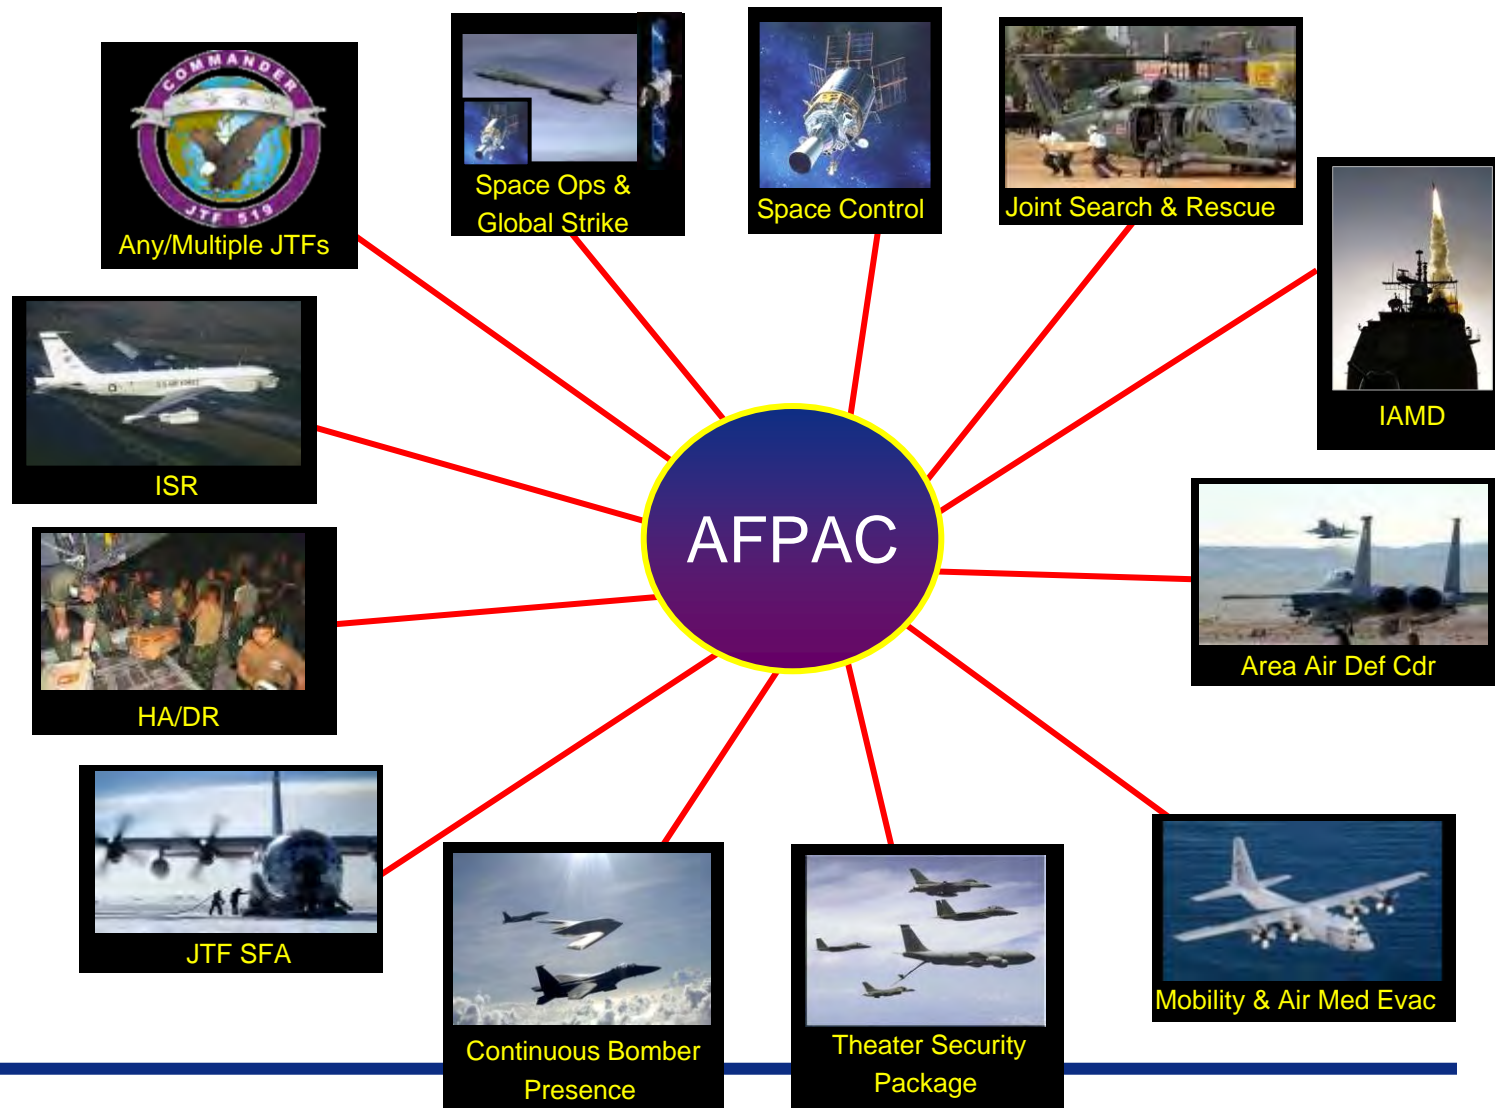 COMMANDER
JTF 519
Any/Multiple JTFs
Space Ops &
Global Strike
Space Control
Joint Search & Rescue
IAMD
ISR
AFPAC
Area Air Def Cdr
HA/DR
JTF SFA
Mobility & Air Med Evac
Continuous Bomber
Presence
Theater Security
Package